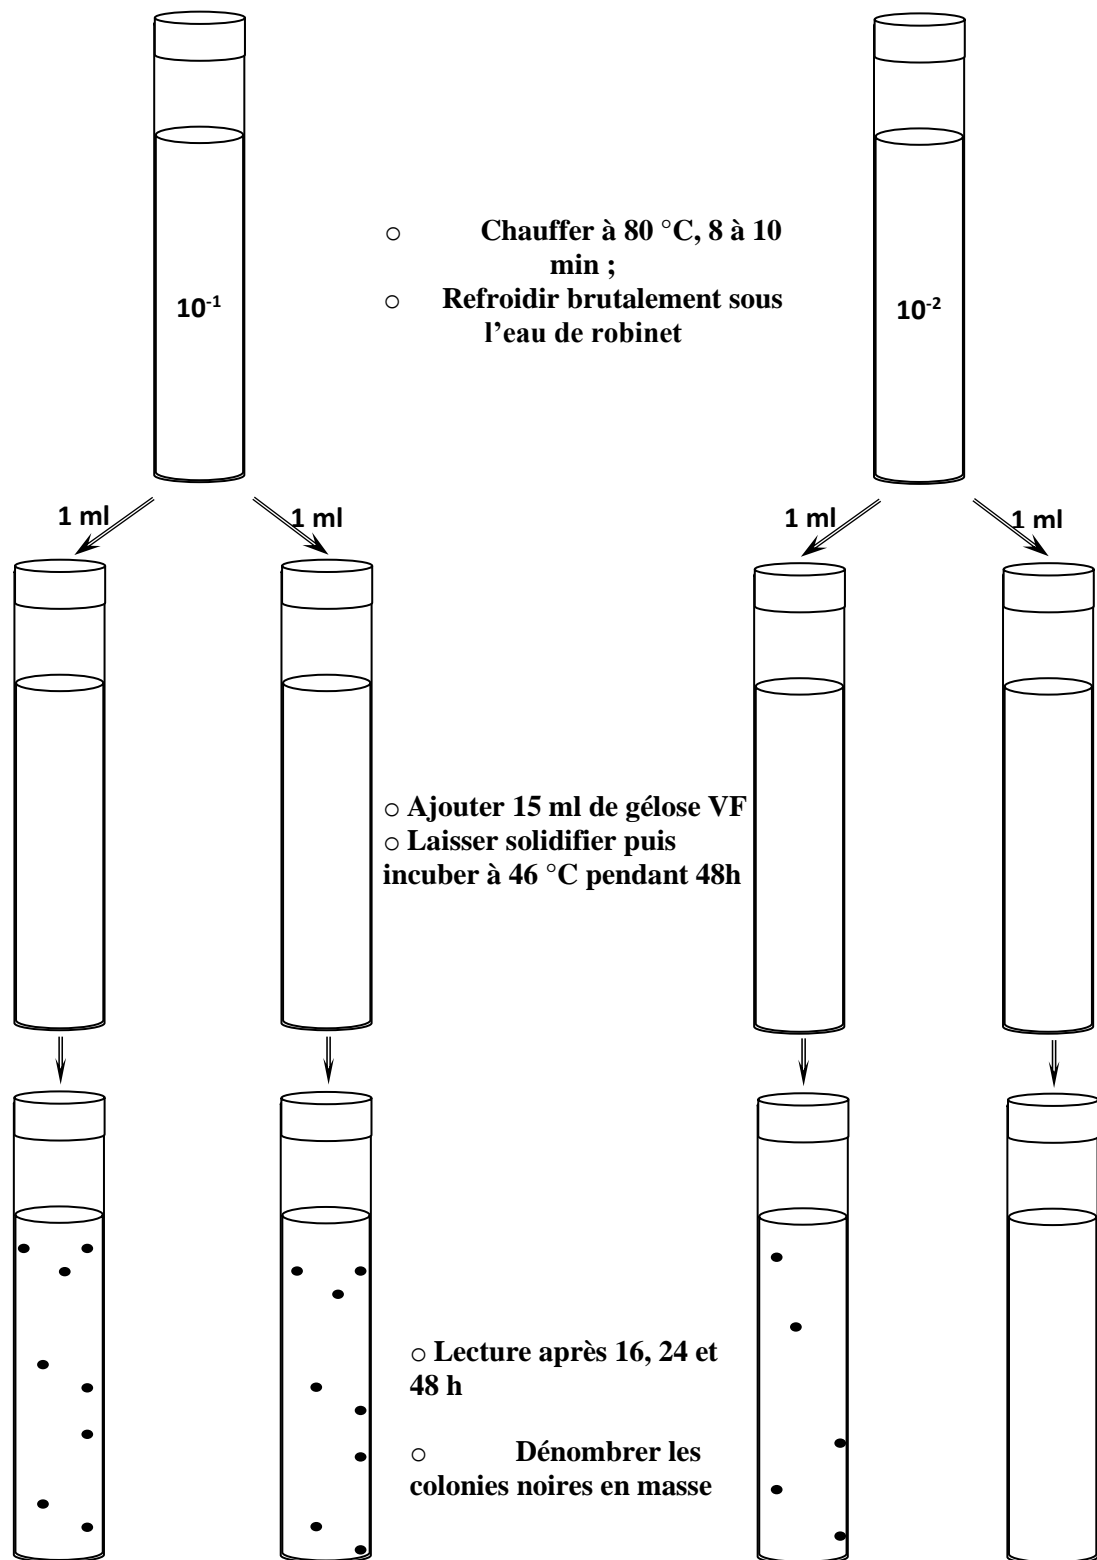 ○ Chauffer à 80 °C, 8 à 10
min ;
○ Refroidir brutalement sous
l’eau de robinet
10⁻¹
10⁻²
1 ml
1 ml
1 ml
1 ml
○ Ajouter 15 ml de gélose VF
○ Laisser solidifier puis
incuber à 46 °C pendant 48h
○ Lecture après 16, 24 et
48 h
○ Dénombrer les
colonies noires en masse